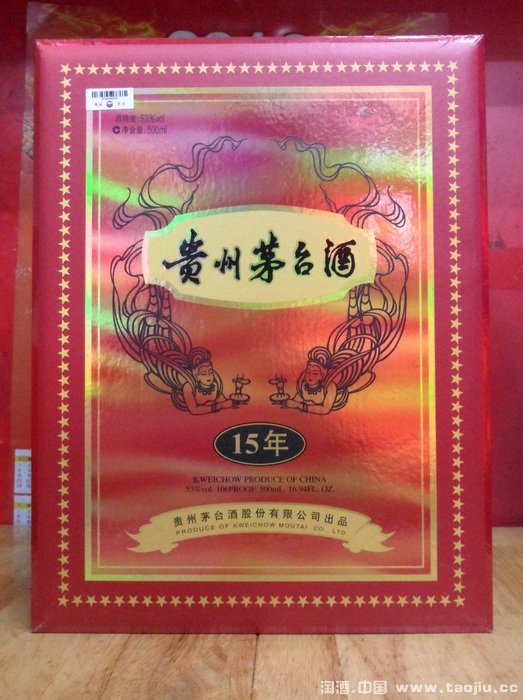 酒精度: 53%vol
净含量: 500ml
貴州茅台酒
15年
KWEICHOW PRODUCE OF CHINA
53%vol. 106PROOF. 500mL. 16.94FL. OZ.
贵州茅台酒股份有限公司出品
PRODUCE OF KWEICHOW MOUTAI CO., LTD.
淘酒.中国 www.taojiu.cc